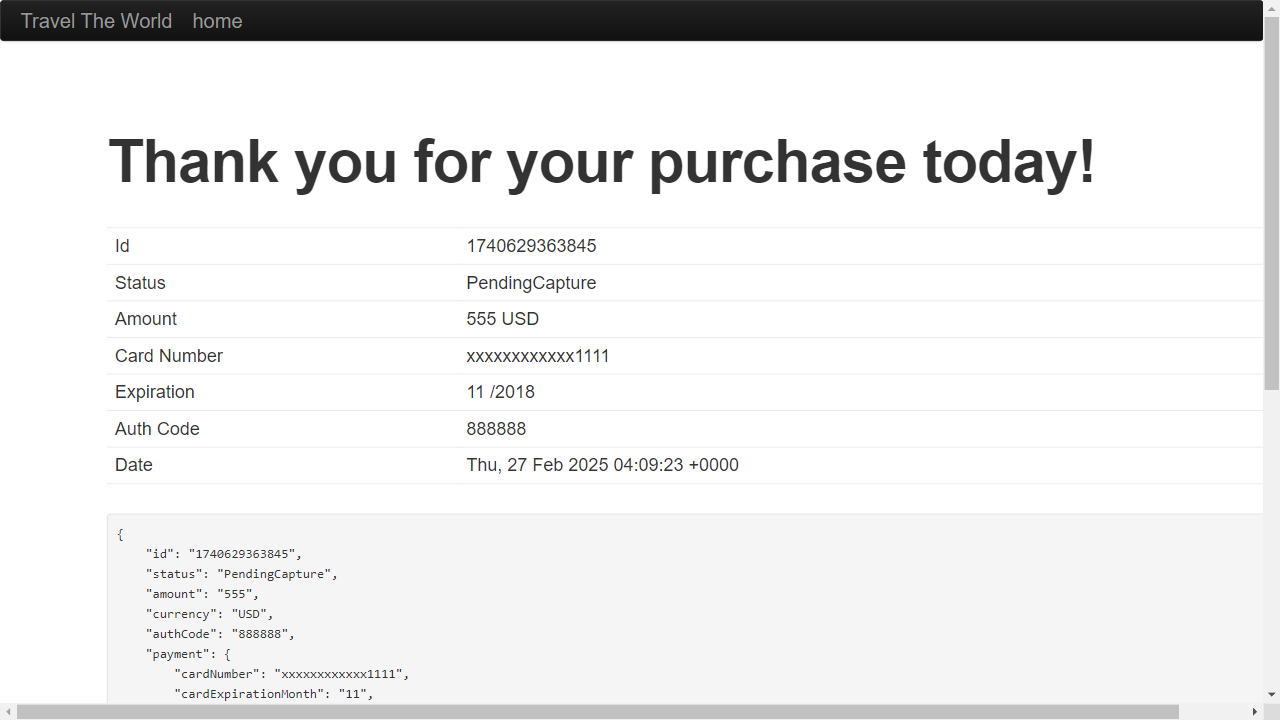 Travel The World home
Thank you for your purchase today!
Id 1740629363845
Status PendingCapture
Amount 555 USD
Card Number xxxxxxxxxxxx1111
Expiration 11 /2018
Auth Code 888888
Date Thu, 27 Feb 2025 04:09:23 +0000
{
    "id": "1740629363845",
    "status": "PendingCapture",
    "amount": "555",
    "currency": "USD",
    "authCode": "888888",
    "payment": {
        "cardNumber": "xxxxxxxxxxxx1111",
        "cardExpirationMonth": "11",